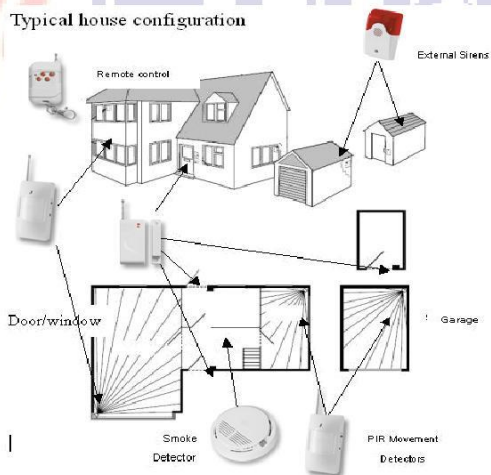 Typical house configuration
Remote control
External Sirens
Door/window
Garage
Smoke
Detector
PIR Movement
Detectors